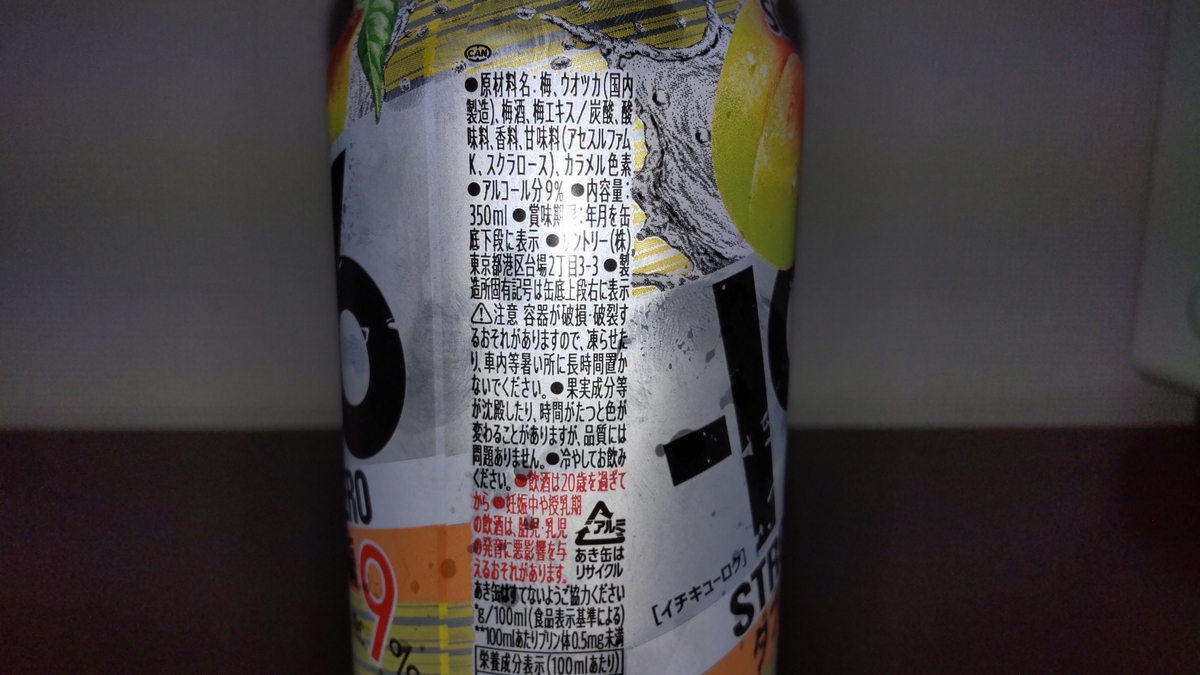 CAN
●原材料名:梅、ウオツカ(国内
製造)、梅酒、梅エキス/炭酸、酸
味料、香料、甘味料(アセスルファム
K、スクラロース)、カラメル色素
●アルコール分9% ●内容量:
350ml ●賞味期限:年月を缶
底下段に表示 ●サントリー(株)
東京都港区台場2丁目3-3 ●製
造所固有記号は缶底上段右に表示
⚠注意 容器が破損・破裂す
るおそれがありますので、凍らせた
り、車内等暑い所に長時間置か
ないでください。●果実成分等
が沈殿したり、時間がたつと色が
変わることがありますが、品質には
問題ありません。●冷やしてお飲み
ください。●飲酒は20歳を過ぎて
から ●妊娠中や授乳期
の飲酒は、胎児・乳児
の発育に悪影響を与
えるおそれがあります。
アルミ
あき缶は
リサイクル
あき缶はすてないようご協力ください
*g/100ml(食品表示基準による)
**100mlあたりプリン体0.5mg未満
栄養成分表示(100mlあたり)
9%
[イチキューロク]